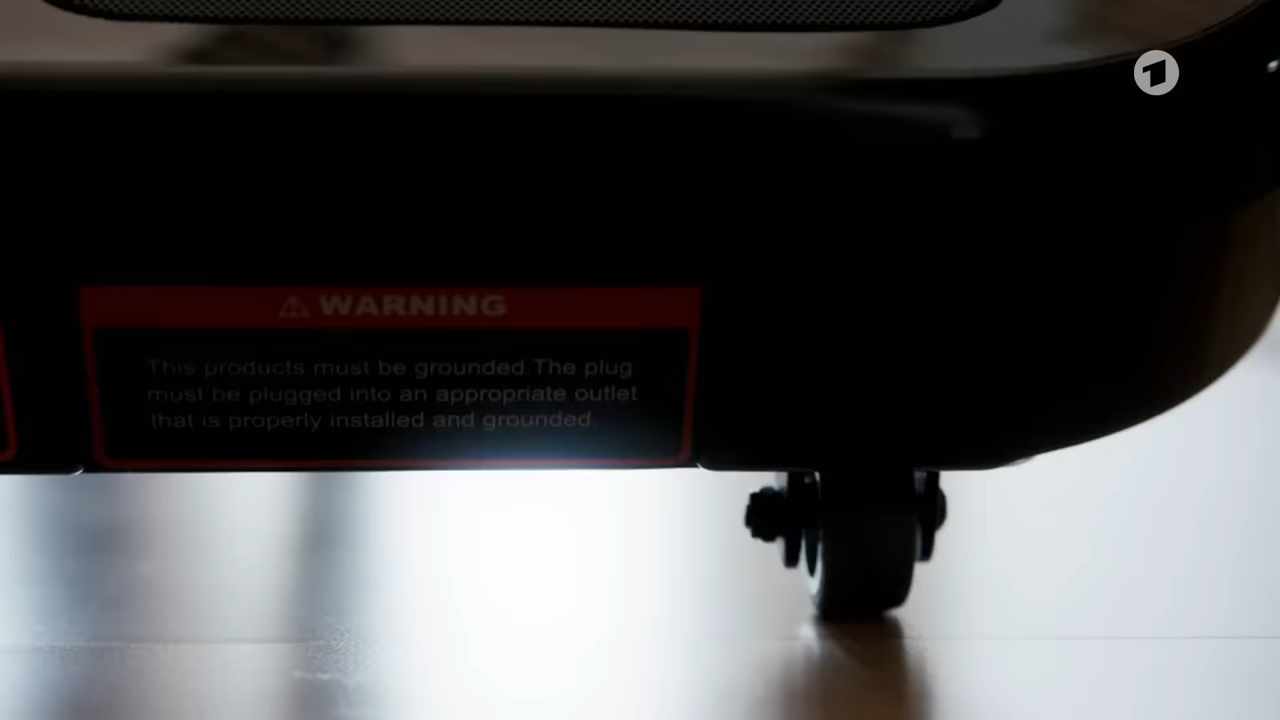 ⚠ WARNING
This products must be grounded The plug
must be plugged into an appropriate outlet
that is properly installed and grounded.
1